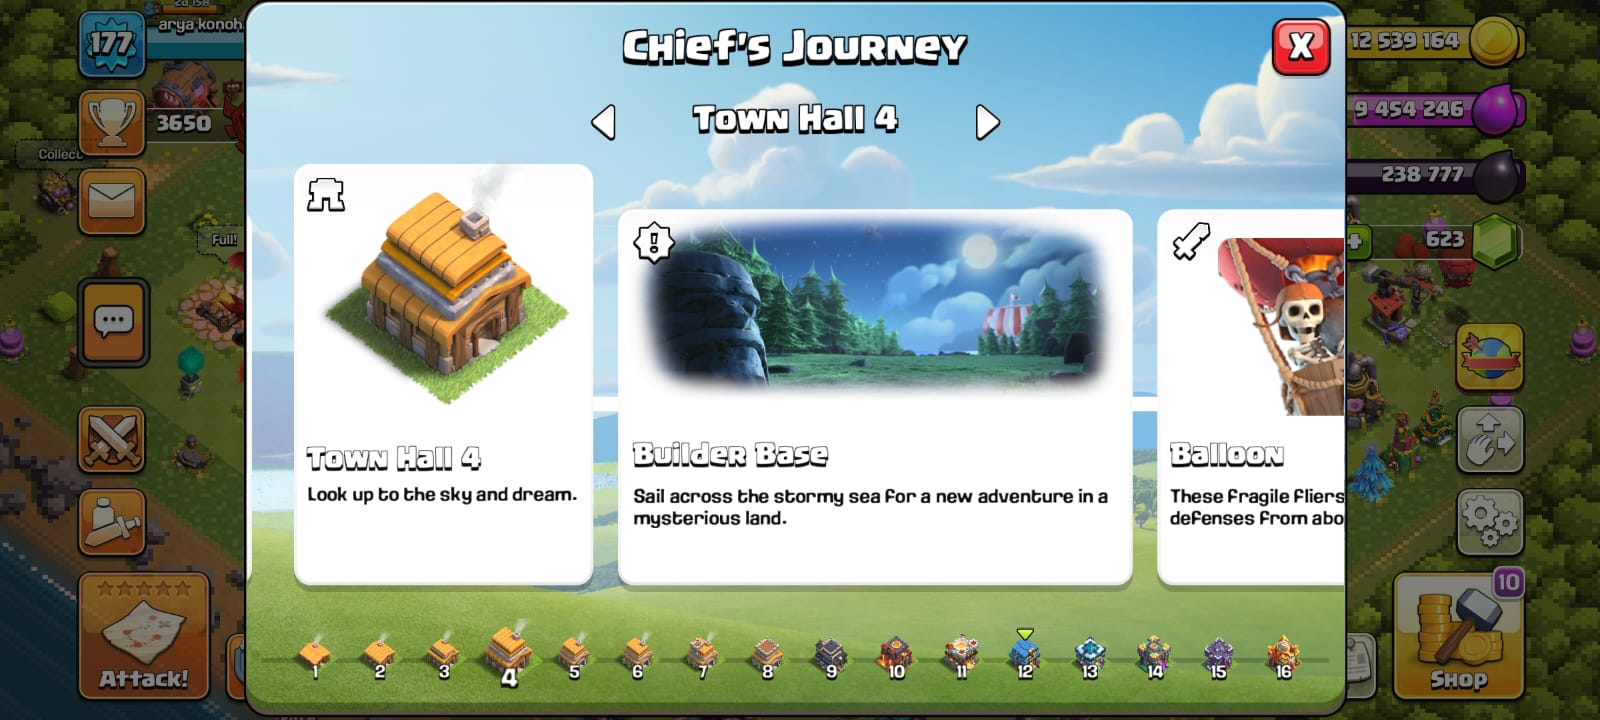 2d 15h
177
arya konoh
3650
Collect
Full!
Attack!
Chief's Journey
X
Town Hall 4
Town Hall 4
Look up to the sky and dream.
Builder Base
Sail across the stormy sea for a new adventure in a
mysterious land.
Balloon
These fragile fliers
defenses from abo
1 2 3 4 5 6 7 8 9 10 11 12 13 14 15 16
12 539 164
9 454 246
238 777
623
10
Shop